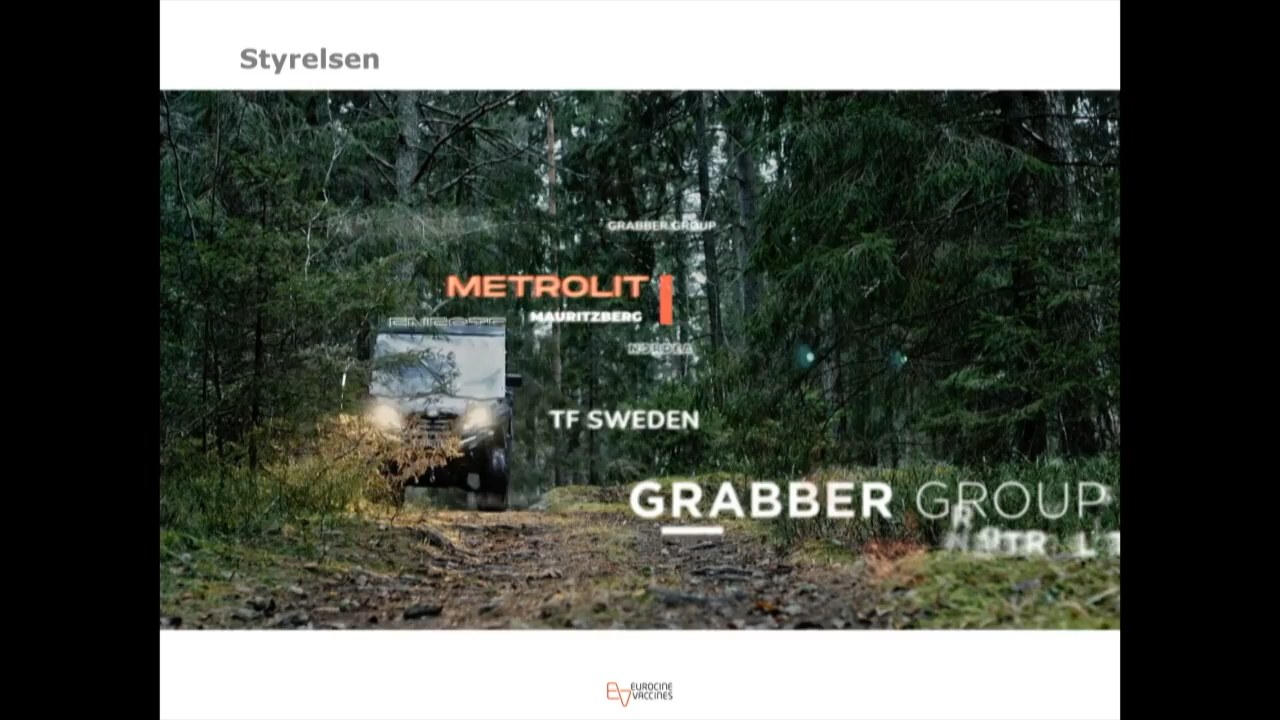 Styrelsen
GRABBER GROUP
METROLIT
MAURITZBERG
TF SWEDEN
GRABBER GROUP
EUROCINE
VACCINES